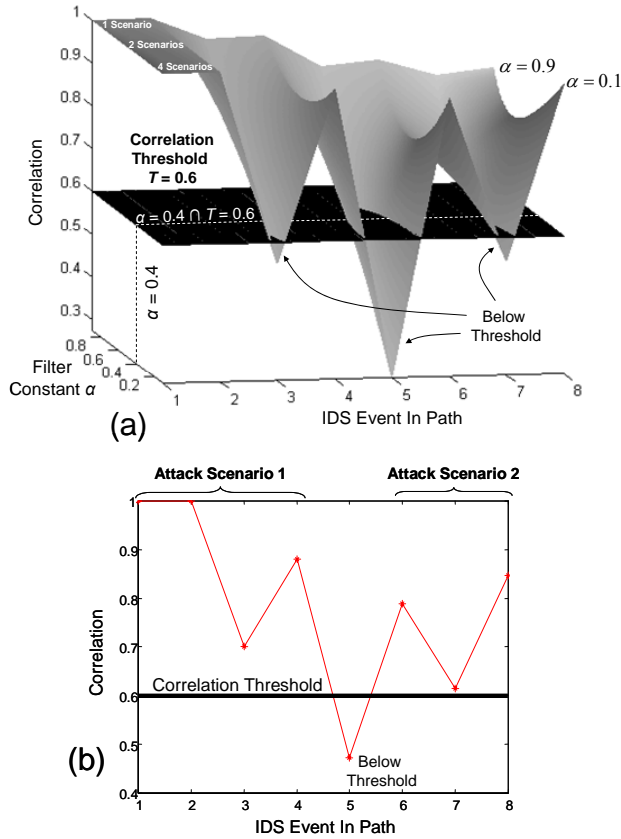 1
0.9
0.8
0.7
0.6
0.5
0.4
0.3
Correlation
1 Scenario
2 Scenarios
4 Scenarios
α = 0.9
α = 0.1
Correlation
Threshold
T = 0.6
α = 0.4 ∩ T = 0.6
α = 0.4
Below
Threshold
0.8
0.6
0.4
0.2
Filter
Constant α
1 2 3 4 5 6 7 8
IDS Event In Path
(a)
Attack Scenario 1 Attack Scenario 2
1
0.9
0.8
0.7
0.6
0.5
0.4
Correlation
Correlation Threshold
Below
Threshold
(b)
1 2 3 4 5 6 7 8
IDS Event In Path